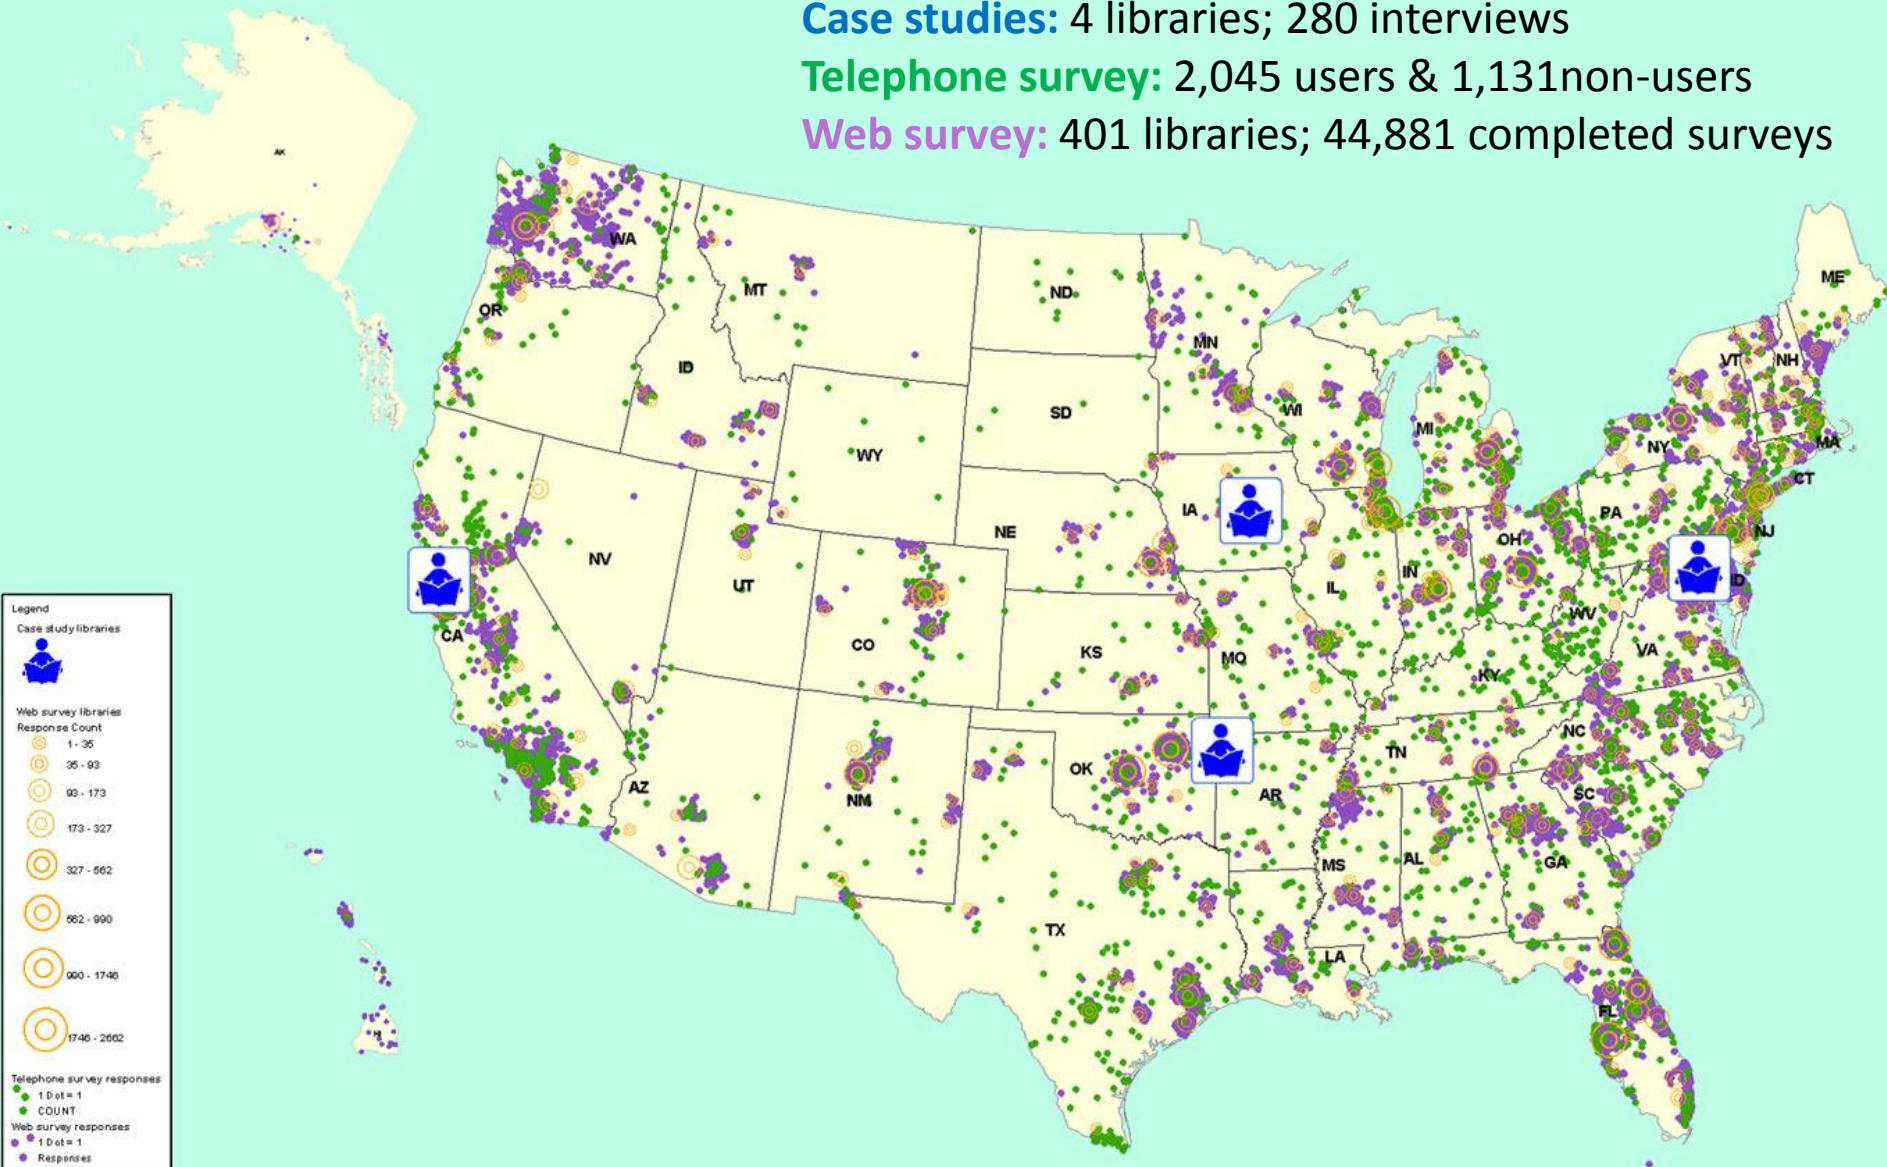 Case studies: 4 libraries; 280 interviews
Telephone survey: 2,045 users & 1,131non-users
Web survey: 401 libraries; 44,881 completed surveys
AK
WA
MT
ND
ME
OR
MN
VT
NH
ID
SD
WI
MI
NY
MA
WY
CT
IA
PA
NE
NJ
OH
NV
UT
IL
IN
ID
WV
CA
CO
KS
MO
VA
KY
NC
TN
OK
AZ
NM
AR
SC
MS
AL
GA
TX
LA
FL
HI
Legend
Case study libraries
Web survey libraries
Response Count
1 - 35
35 - 93
93 - 173
173 - 327
327 - 562
562 - 990
990 - 1746
1746 - 2662
Telephone survey responses
1 Dot = 1
COUNT
Web survey responses
1 Dot = 1
Responses